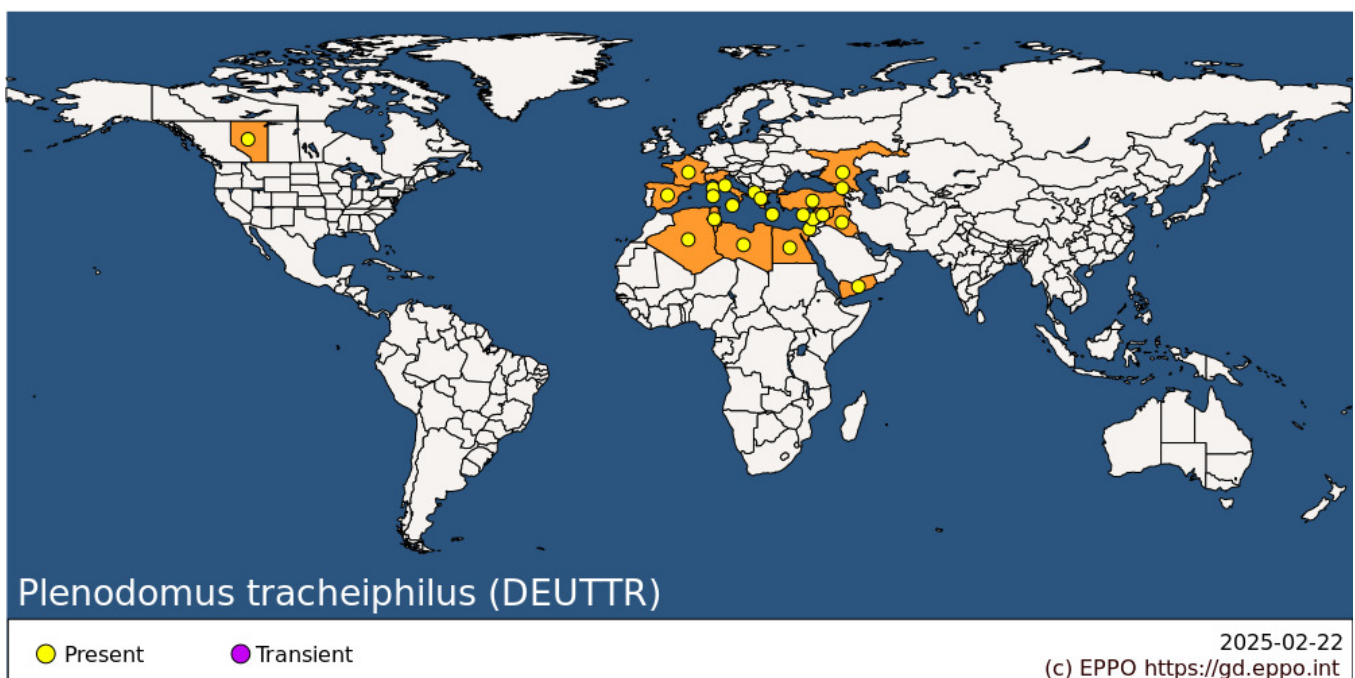 Plenodomus tracheiphilus (DEUTTR)
Present
Transient
2025-02-22
(c) EPPO https://gd.eppo.int